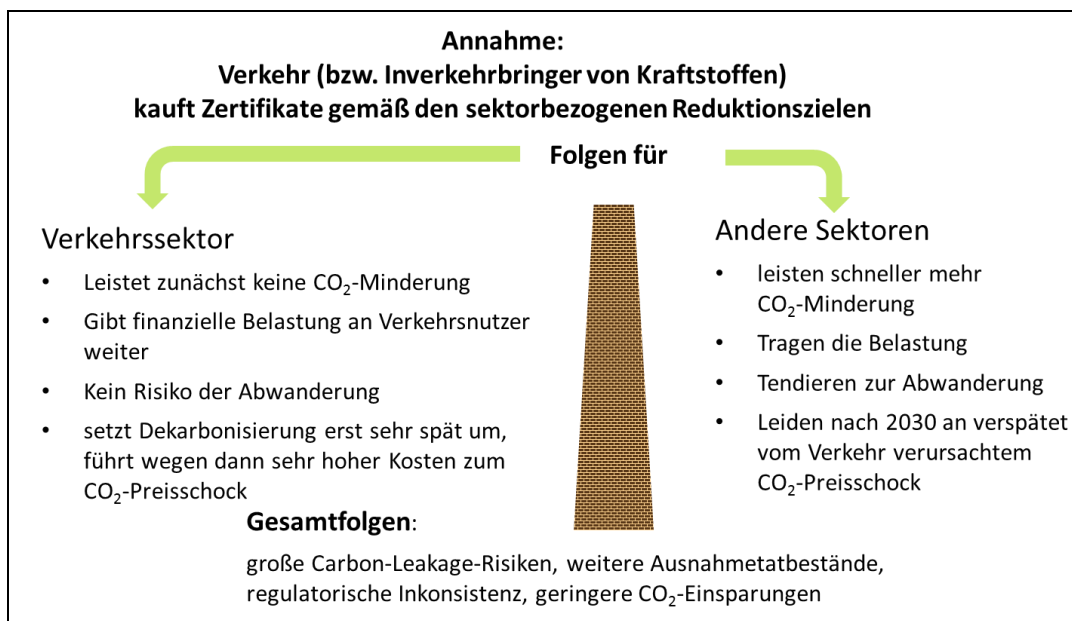 Annahme:
Verkehr (bzw. Inverkehrbringer von Kraftstoffen)
kauft Zertifikate gemäß den sektorbezogenen Reduktionszielen
Folgen für
Verkehrssektor
• Leistet zunächst keine CO₂-Minderung
• Gibt finanzielle Belastung an Verkehrsnutzer
weiter
• Kein Risiko der Abwanderung
• setzt Dekarbonisierung erst sehr spät um,
führt wegen dann sehr hoher Kosten zum
CO₂-Preisschock
Andere Sektoren
• leisten schneller mehr
CO₂-Minderung
• Tragen die Belastung
• Tendieren zur Abwanderung
• Leiden nach 2030 an verspätet
vom Verkehr verursachtem
CO₂-Preisschock
Gesamtfolgen:
große Carbon-Leakage-Risiken, weitere Ausnahmetatbestände,
regulatorische Inkonsistenz, geringere CO₂-Einsparungen